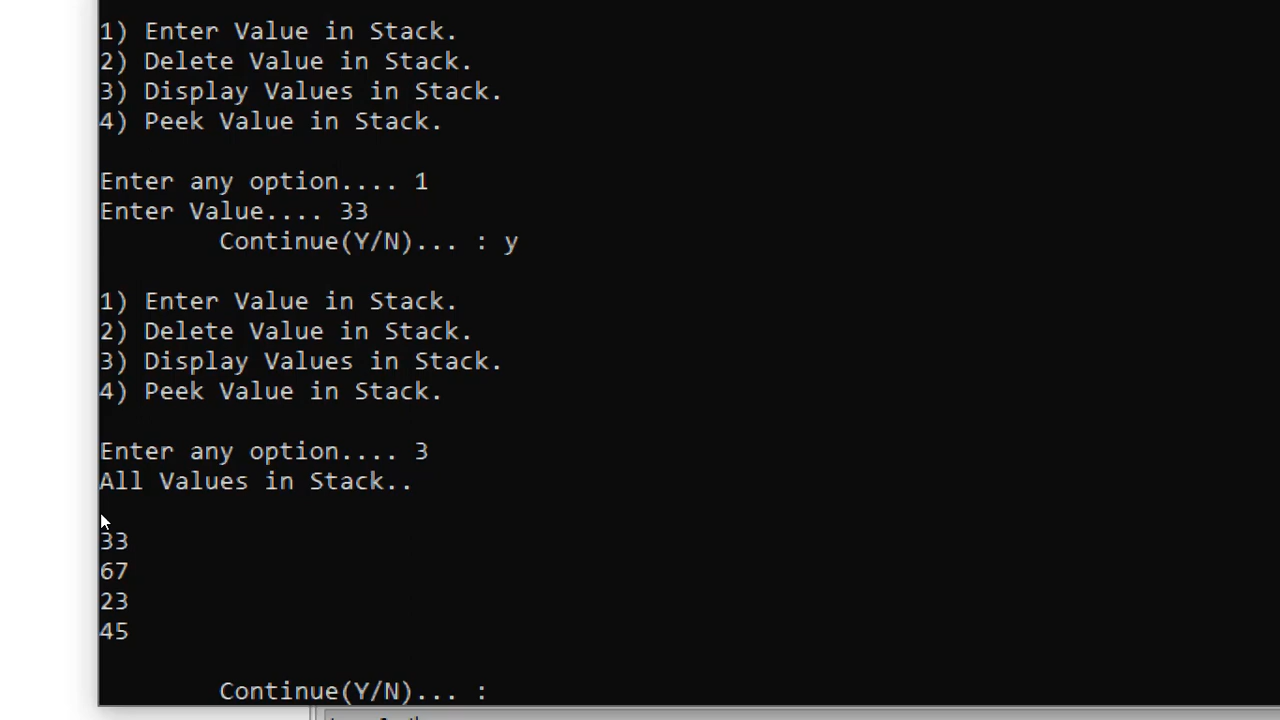 1) Enter Value in Stack.
2) Delete Value in Stack.
3) Display Values in Stack.
4) Peek Value in Stack.
Enter any option.... 1
Enter Value.... 33
Continue(Y/N)... : y
1) Enter Value in Stack.
2) Delete Value in Stack.
3) Display Values in Stack.
4) Peek Value in Stack.
Enter any option.... 3
All Values in Stack..
33
67
23
45
Continue(Y/N)... :